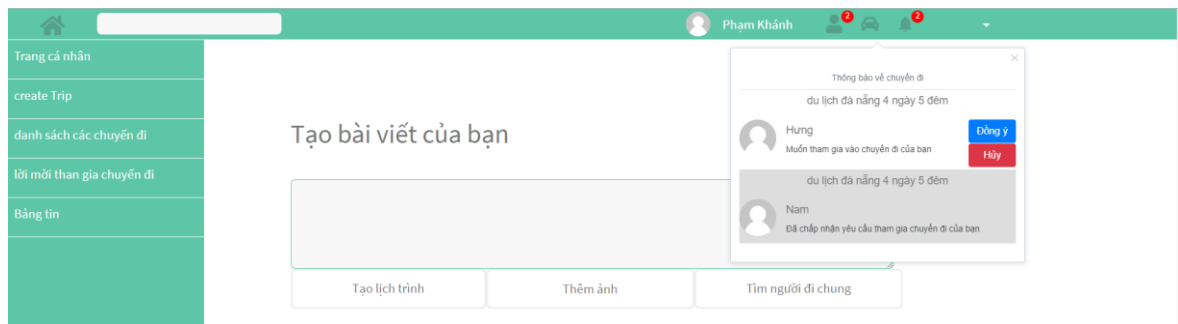 Phạm Khánh 2 2
Trang cá nhân
create Trip
danh sách các chuyến đi
lời mời than gia chuyến đi
Bảng tin
Tạo bài viết của bạn
Tạo lịch trình
Thêm ảnh
Tìm người đi chung
×
Thông báo về chuyến đi
du lịch đà nẵng 4 ngày 5 đêm
Hưng
Muốn tham gia vào chuyến đi của bạn
Đồng ý
Hủy
du lịch đà nẵng 4 ngày 5 đêm
Nam
Đã chấp nhận yêu cầu tham gia chuyến đi của bạn